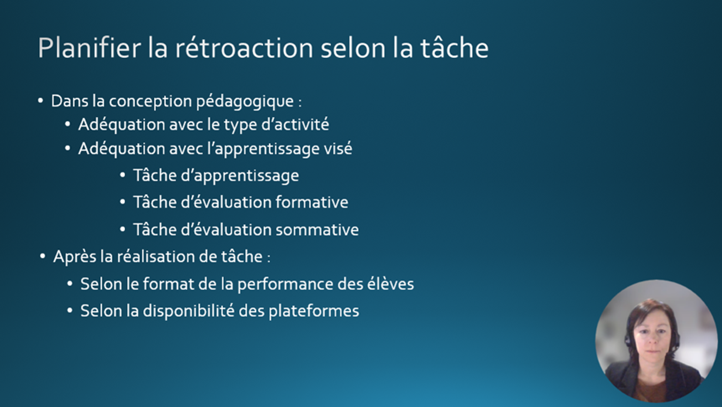 Planifier la rétroaction selon la tâche
• Dans la conception pédagogique :
• Adéquation avec le type d'activité
• Adéquation avec l'apprentissage visé
• Tâche d'apprentissage
• Tâche d'évaluation formative
• Tâche d'évaluation sommative
• Après la réalisation de tâche :
• Selon le format de la performance des élèves
• Selon la disponibilité des plateformes